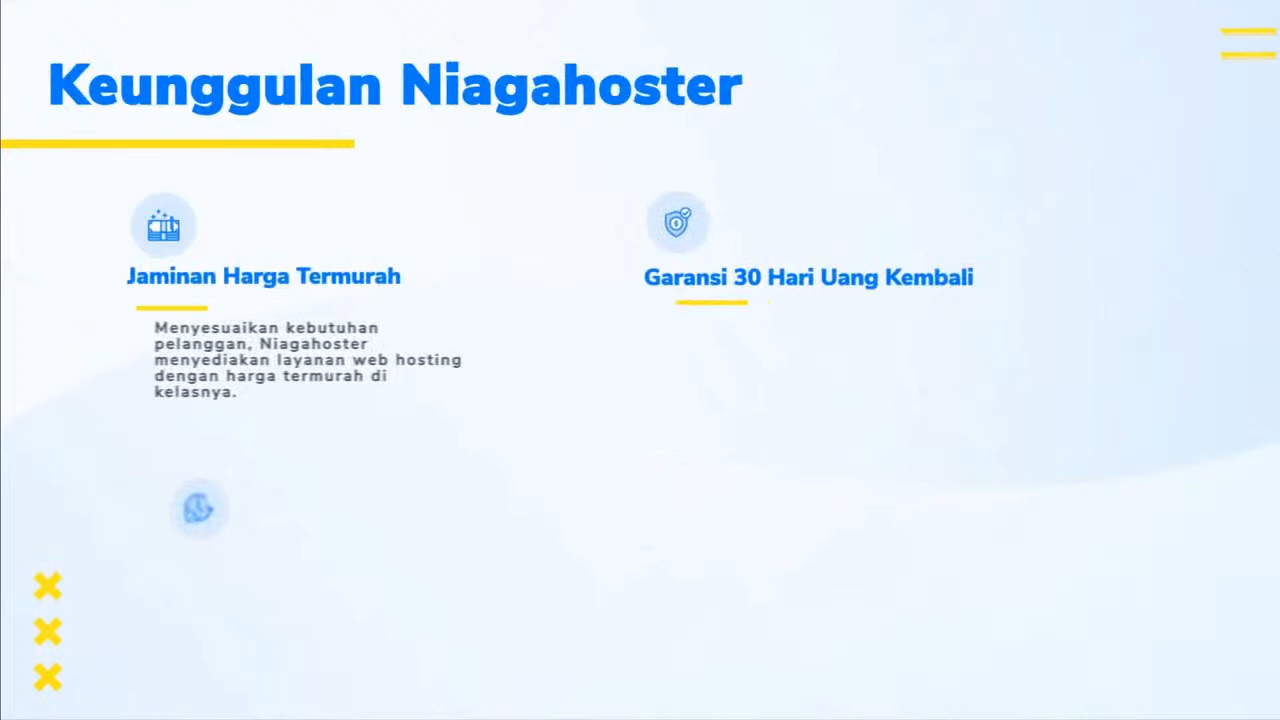 Keunggulan Niagahoster
Jaminan Harga Termurah
Menyesuaikan kebutuhan
pelanggan, Niagahoster
menyediakan layanan web hosting
dengan harga termurah di
kelasnya.
Garansi 30 Hari Uang Kembali